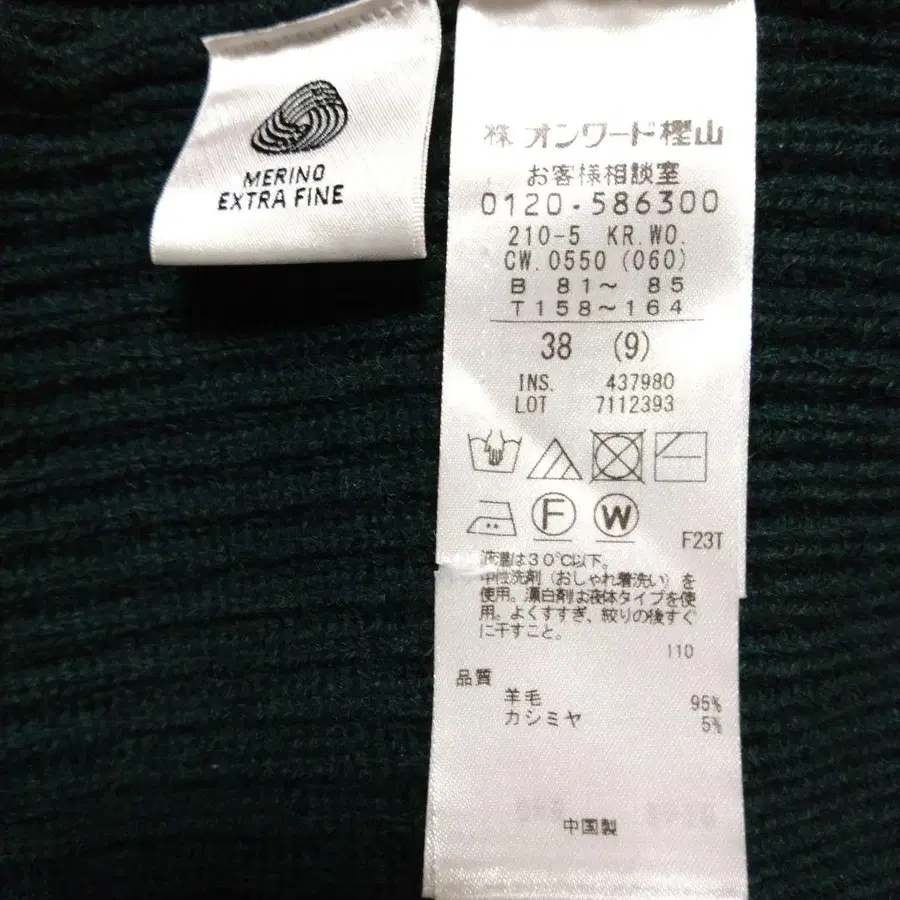 MERINO
EXTRA FINE
株 オンワード樫山
お客様相談室
0120・586300
210-5 KR.WO.
CW.0550 (060)
B 81～ 85
T158～164
38 (9)
INS. 437980
LOT 7112393
F
W
F23T
液温は30℃以下。
中性洗剤（おしゃれ着洗い）を
使用。漂白剤は液体タイプを使
用。よくすすぎ、絞りの後すぐ
に干すこと。
110
品質
羊毛 95%
カシミヤ 5%
中国製